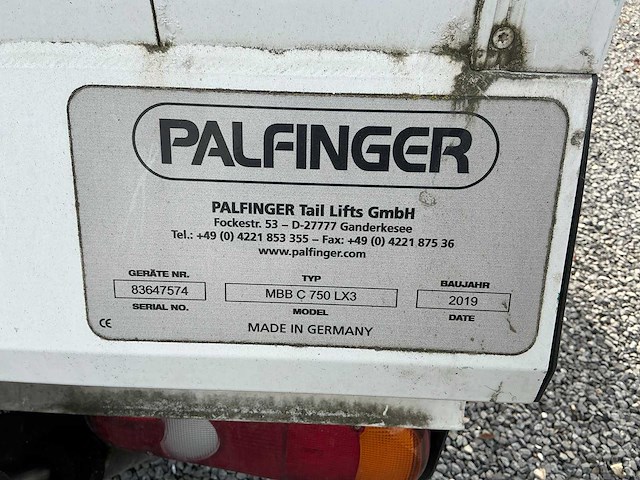 PALFINGER
PALFINGER Tail Lifts GmbH
Fockestr. 53 – D-27777 Ganderkesee
Tel.: +49 (0) 4221 853 355 – Fax: +49 (0) 4221 875 36
www.palfinger.com
GERÄTE NR. TYP BAUJAHR
83647574 MBB C 750 LX3 2019
SERIAL NO. MODEL DATE
CE MADE IN GERMANY